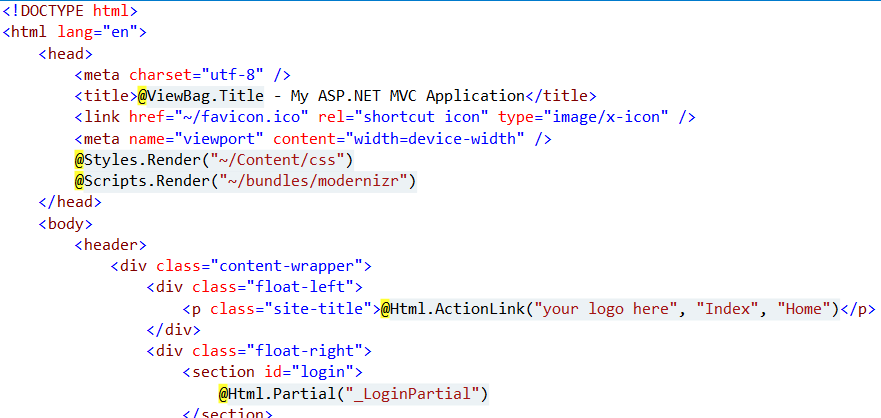 <!DOCTYPE html>
<html lang="en">
<head>
<meta charset="utf-8" />
<title>@ViewBag.Title - My ASP.NET MVC Application</title>
<link href="~/favicon.ico" rel="shortcut icon" type="image/x-icon" />
<meta name="viewport" content="width=device-width" />
@Styles.Render("~/Content/css")
@Scripts.Render("~/bundles/modernizr")
</head>
<body>
<header>
<div class="content-wrapper">
<div class="float-left">
<p class="site-title">@Html.ActionLink("your logo here", "Index", "Home")</p>
</div>
<div class="float-right">
<section id="login">
@Html.Partial("_LoginPartial")
</section>